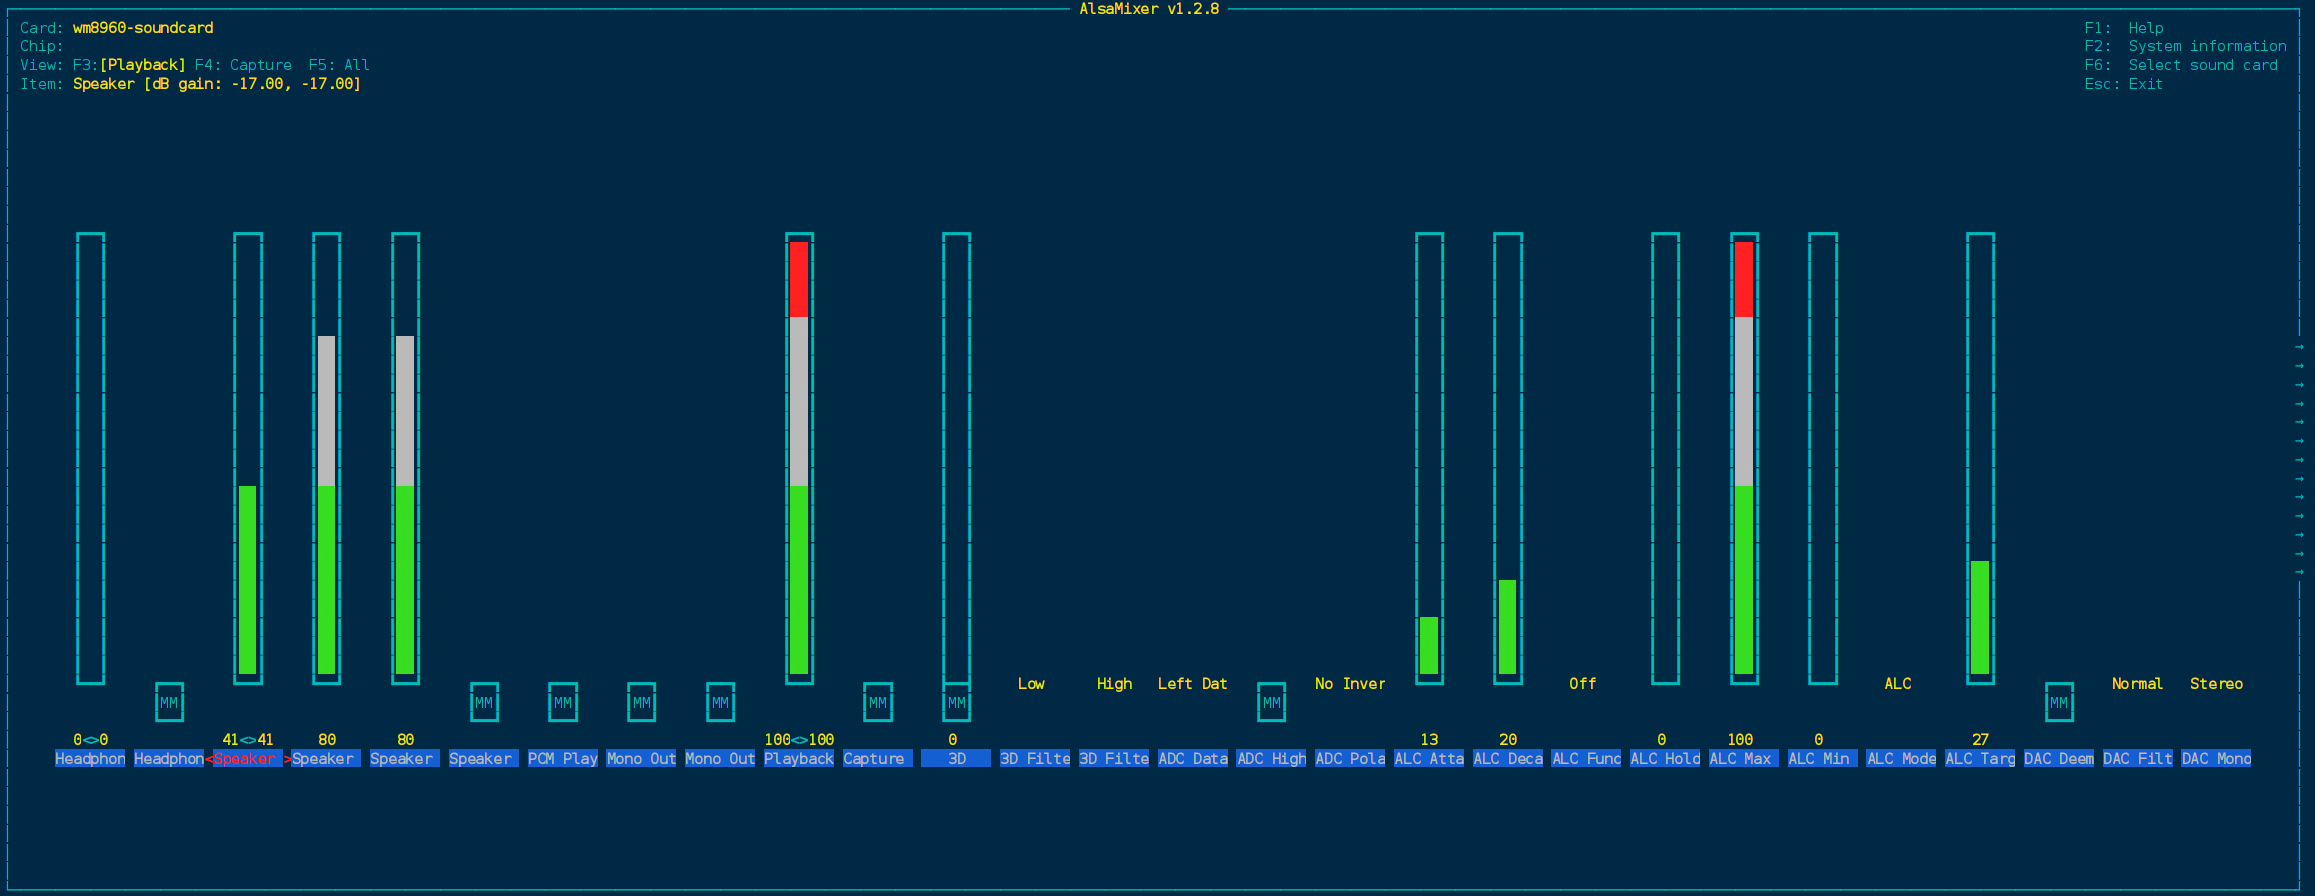 AlsaMixer v1.2.8
Card: wm8960-soundcard F1: Help
Chip: F2: System information
View: F3:[Playback] F4: Capture F5: All F6: Select sound card
Item: Speaker [dB gain: -17.00, -17.00] Esc: Exit
→
→
→
→
→
→
→
→
→
→
→
→
→
Low High Left Dat No Inver Off ALC Normal Stereo
MM MM MM MM MM MM MM MM MM
0<>0 41<>41 80 80 100<>100 0 13 20 0 100 0 27
Headphon Headphon <Speaker > Speaker Speaker Speaker PCM Play Mono Out Mono Out Playback Capture 3D 3D Filte 3D Filte ADC Data ADC High ADC Pola ALC Atta ALC Deca ALC Func ALC Hold ALC Max ALC Min ALC Mode ALC Targ DAC Deem DAC Filt DAC Mono